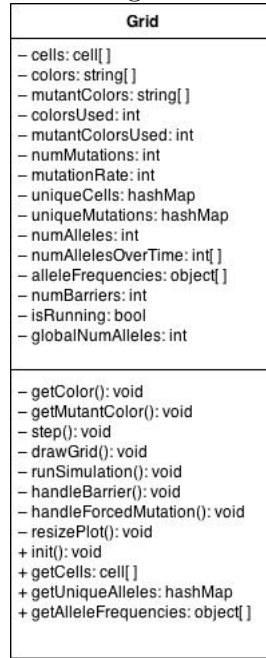 Grid
– cells: cell[ ]
– colors: string[ ]
– mutantColors: string[ ]
– colorsUsed: int
– mutantColorsUsed: int
– numMutations: int
– mutationRate: int
– uniqueCells: hashMap
– uniqueMutations: hashMap
– numAlleles: int
– numAllelesOverTime: int[ ]
– alleleFrequencies: object[ ]
– numBarriers: int
– isRunning: bool
– globalNumAlleles: int
– getColor(): void
– getMutantColor(): void
– step(): void
– drawGrid(): void
– runSimulation(): void
– handleBarrier(): void
– handleForcedMutation(): void
– resizePlot(): void
+ init(): void
+ getCells: cell[ ]
+ getUniqueAlleles: hashMap
+ getAlleleFrequencies: object[ ]